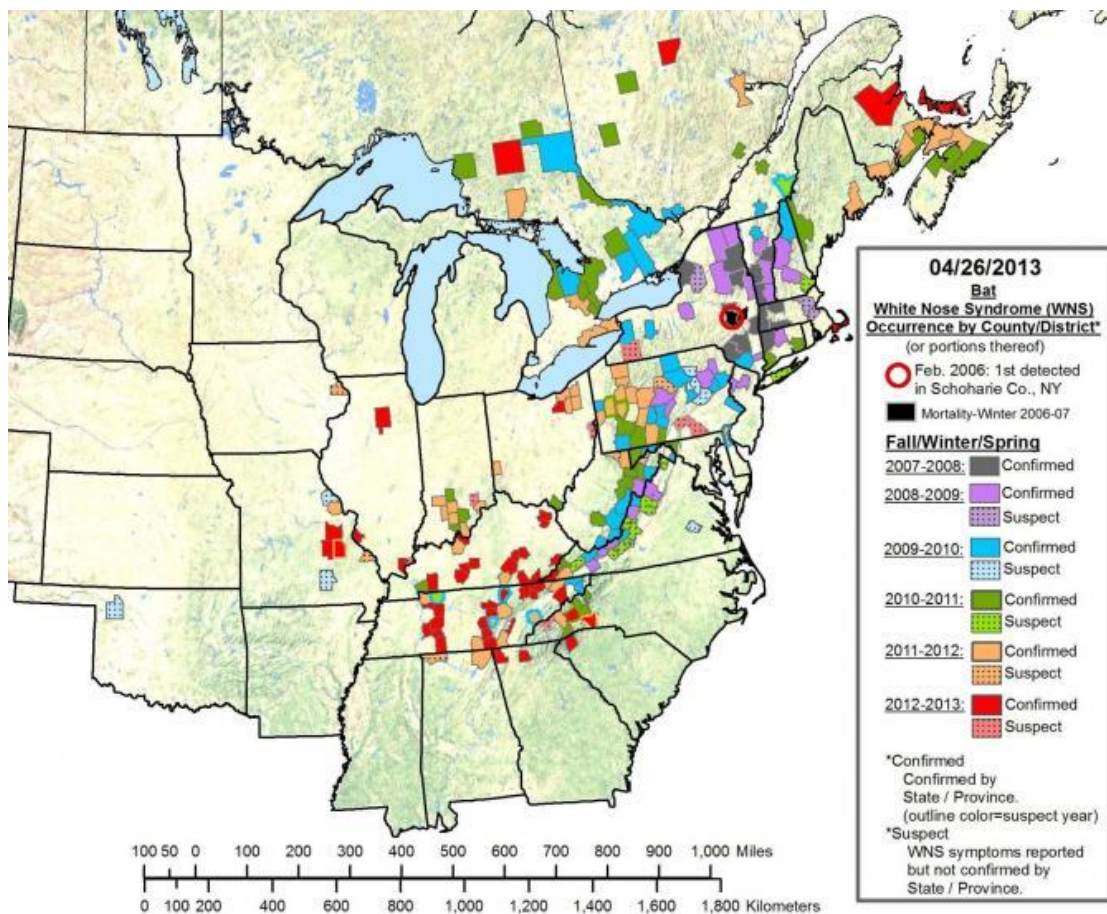 04/26/2013
Bat
White Nose Syndrome (WNS)
Occurrence by County/District*
(or portions thereof)
Feb. 2006: 1st detected
in Schoharie Co., NY
Mortality-Winter 2006-07
Fall/Winter/Spring
2007-2008: Confirmed
2008-2009: Confirmed
Suspect
2009-2010: Confirmed
Suspect
2010-2011: Confirmed
Suspect
2011-2012: Confirmed
Suspect
2012-2013: Confirmed
Suspect
*Confirmed
Confirmed by
State / Province.
(outline color=suspect year)
*Suspect
WNS symptoms reported
but not confirmed by
State / Province.
100 50 0 100 200 300 400 500 600 700 800 900 1,000 Miles
0 100 200 400 600 800 1,000 1,200 1,400 1,600 1,800 Kilometers